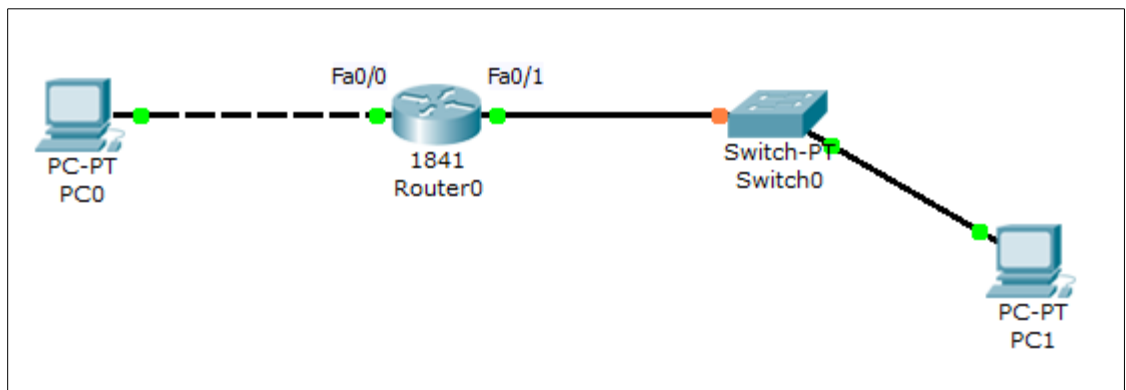 Fa0/0
Fa0/1
PC-PT
PC0
1841
Router0
Switch-PT
Switch0
PC-PT
PC1